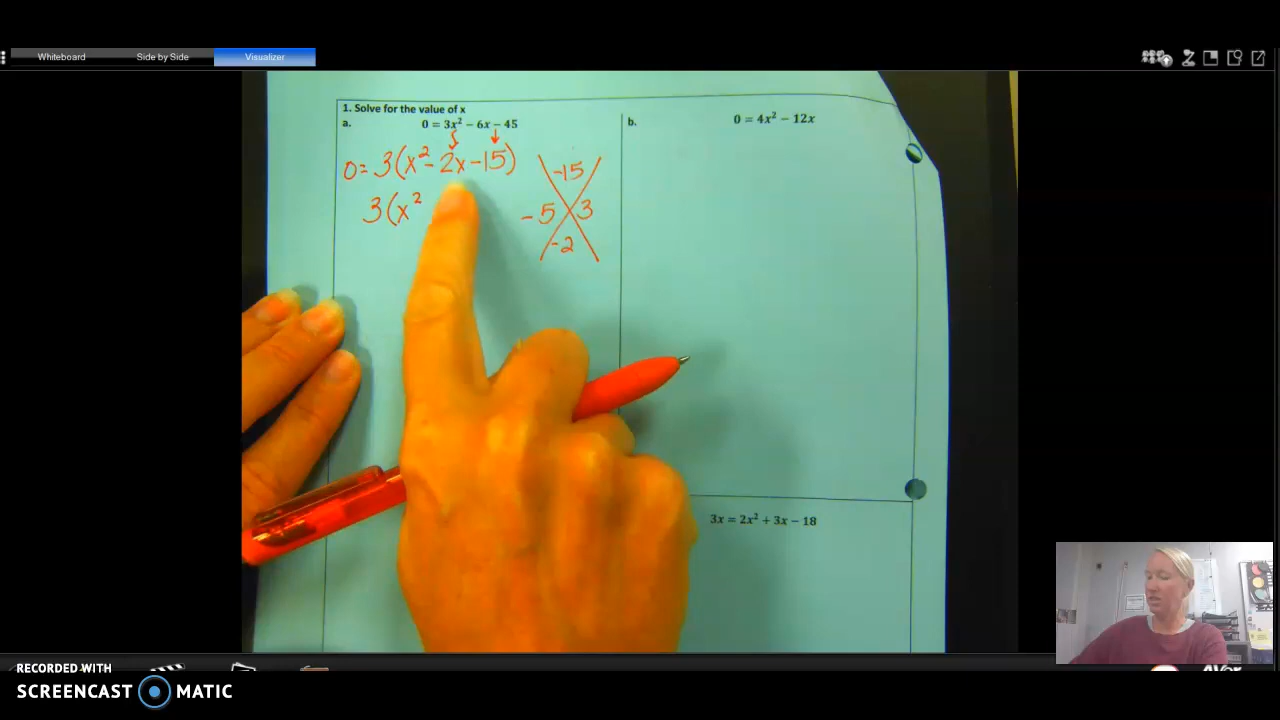 Whiteboard Side by Side Visualizer
1. Solve for the value of x
a. 0 = 3x² − 6x − 45
0 = 3(x² − 2x − 15)
3(x²
-15
-5 3
-2
b. 0 = 4x² − 12x
3x = 2x² + 3x − 18
RECORDED WITH
SCREENCAST MATIC